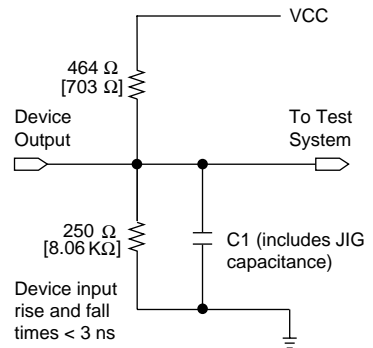 VCC
464 Ω
[703 Ω]
Device
Output
To Test
System
250 Ω
[8.06 KΩ]
C1 (includes JIG
capacitance)
Device input
rise and fall
times < 3 ns